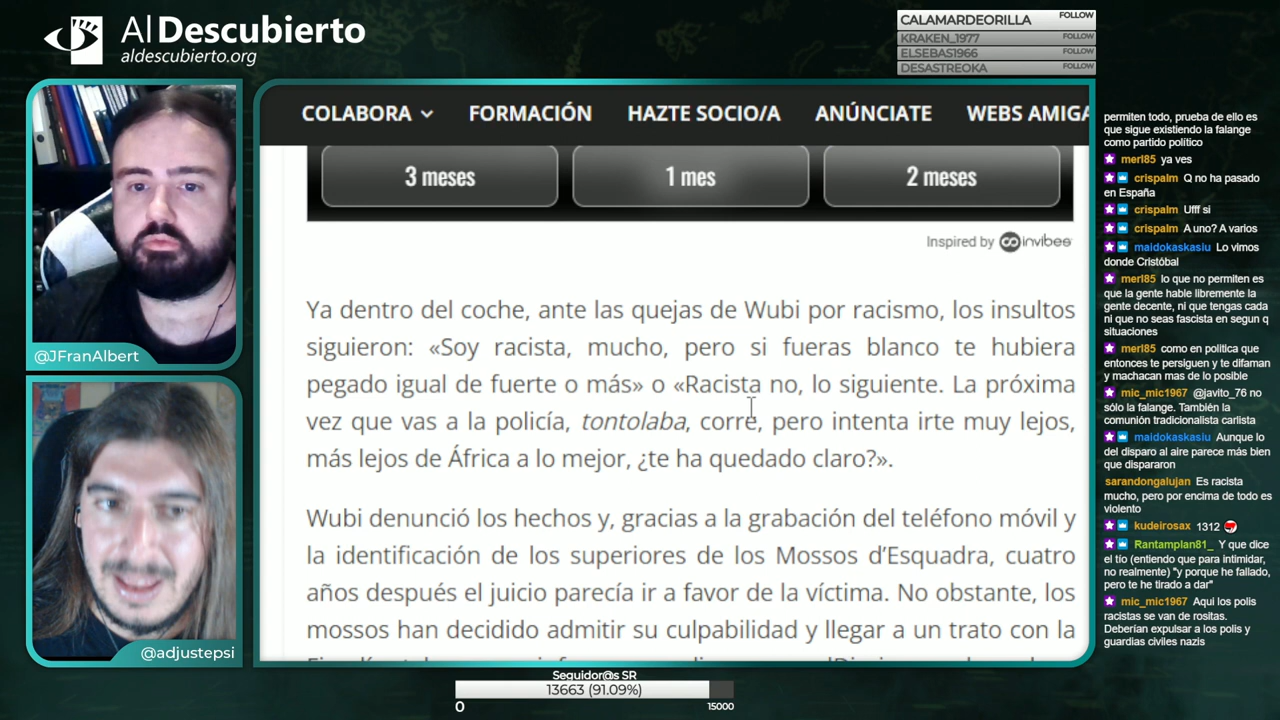 Al Descubierto
aldescubierto.org
CALAMARDEORILLA FOLLOW
KRAKEN_1977 FOLLOW
ELSEBAS1966 FOLLOW
DESASTREOKA FOLLOW
@JFranAlbert
@adjustepsi
COLABORA FORMACIÓN HAZTE SOCIO/A ANÚNCIATE WEBS AMIGA
3 meses 1 mes 2 meses
Inspired by invibes
Ya dentro del coche, ante las quejas de Wubi por racismo, los insultos
siguieron: «Soy racista, mucho, pero si fueras blanco te hubiera
pegado igual de fuerte o más» o «Racista no, lo siguiente. La próxima
vez que vas a la policía, tontolaba, corre, pero intenta irte muy lejos,
más lejos de África a lo mejor, ¿te ha quedado claro?».
Wubi denunció los hechos y, gracias a la grabación del teléfono móvil y
la identificación de los superiores de los Mossos d'Esquadra, cuatro
años después el juicio parecía ir a favor de la víctima. No obstante, los
mossos han decidido admitir su culpabilidad y llegar a un trato con la
permiten todo, prueba de ello es
que sigue existiendo la falange
como partido político
merl85 ya ves
crispalm Q no ha pasado
en España
crispalm Ufff si
crispalm A uno? A varios
maidokaskasiu Lo vimos
donde Cristóbal
merl85 lo que no permiten es
que la gente hable libremente la
gente decente, ni que tengas cada
ni que no seas fascista en segun q
situaciones
merl85 como en politica que
entonces te persiguen y te difaman
y machacan mas de lo posible
mic_mic1967 @javito_76 no
sólo la falange. También la
comunión tradicionalista carlista
maidokaskasiu Aunque lo
del disparo al aire parece más bien
que dispararon
sarandongalujan Es racista
mucho, pero por encima de todo es
violento
kudeirosax 1312
Rantamplan81_ Y que dice
el tío (entiendo que para intimidar,
no realmente) "y porque he fallado,
pero te he tirado a dar"
mic_mic1967 Aqui los polis
racistas se van de rositas.
Deberían expulsar a los polis y
guardias civiles nazis
Seguidor@s SR
13663 (91.09%)
0 15000